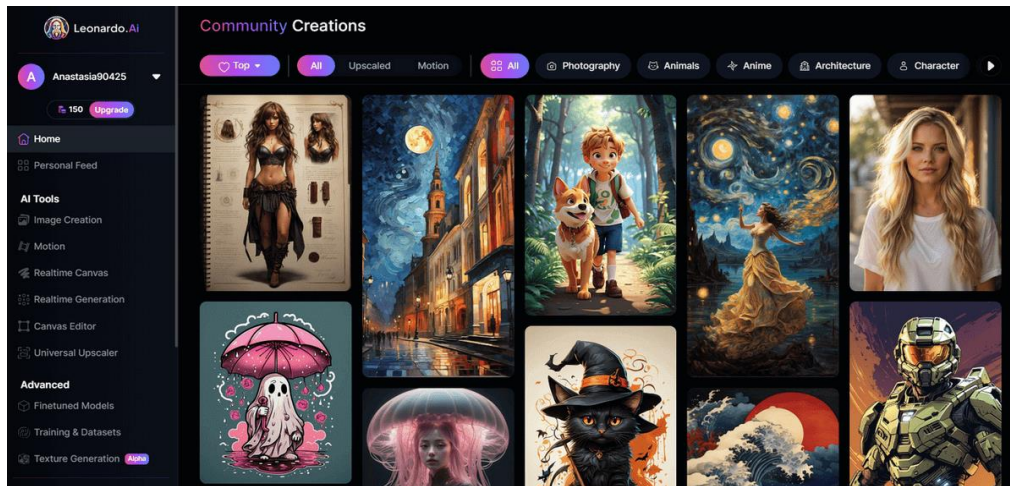 Leonardo.Ai
A Anastasia90425
150 Upgrade
Home
Personal Feed
AI Tools
Image Creation
Motion
Realtime Canvas
Realtime Generation
Canvas Editor
Universal Upscaler
Advanced
Finetuned Models
Training & Datasets
Texture Generation Alpha
Community Creations
Top All Upscaled Motion All Photography Animals Anime Architecture Character